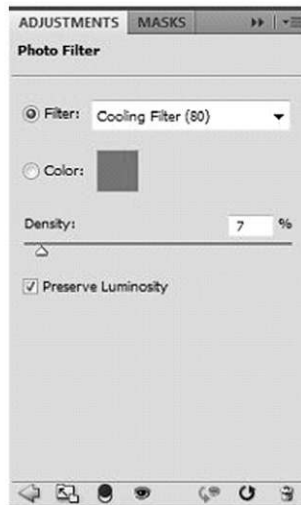 ADJUSTMENTS MASKS
Photo Filter
Filter: Cooling Filter (80)
Color:
Density: 7 %
Preserve Luminosity